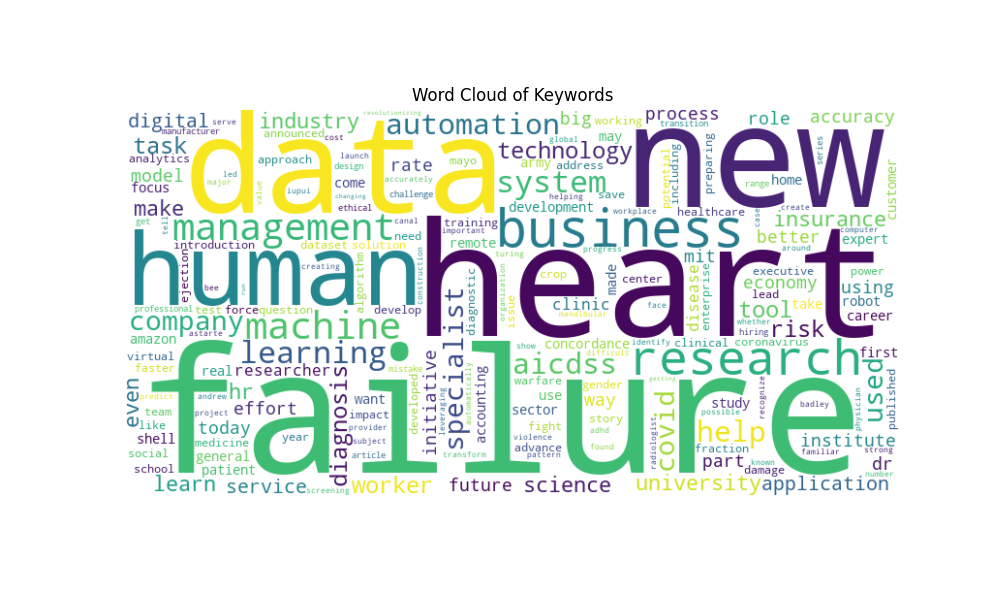 Word Cloud of Keywords
digital
serve
manufacturer
industry
announced
cost
revolutionizing
automation
big
working
global
process
transition
role
accuracy
task
analytics
model
focus
make
data
approach
launch
design
accurately
changing
challenge
rate
come
mayo
technology
army
address
may
system
save
helping
development
new
potential
including
preparing
home
range
series
customer
led
major
value
iupui
ethical
canal
need
training
important
management
business
workplace
healthcare
case
create
insurance
computer
expert
around
better
get
tell
introduction
dataset
solution
remote
turing
progress
mit
human
heart
ejection
creating
algorithm
construction
bee
run
diagnostic
organization
issue
crop
clinic
made
center
mandibular
face
disease
enterprise
executive
economy
lead
tool
take
whether
hiring
risk
power
using
robot
career
professional
company
test
force
question
develop
astarte
machine
amazon
virtual
faster
learning
researcher
mistake
specialist
show
concordance
difficult
identify
clinical
coronavirus
aicdss
research
first
failure
real
hr
predict
andrew
effort
even
team
like
project
today
shell
medicine
social
general
school
patient
year
diagnosis
want
impact
provider
subject
article
developed
initiative
leveraging
automatically
accounting
warfare
use
sector
fight
violence
advance
pattern
transform
gender
way
story
adhd
found
getting
radiologist
covid
help
possible
study
recognize
fraction
part
known
damage
badley
physician
used
published
institute
familiar
strong
dr
number
learn
service
screening
worker
future
science
university
application